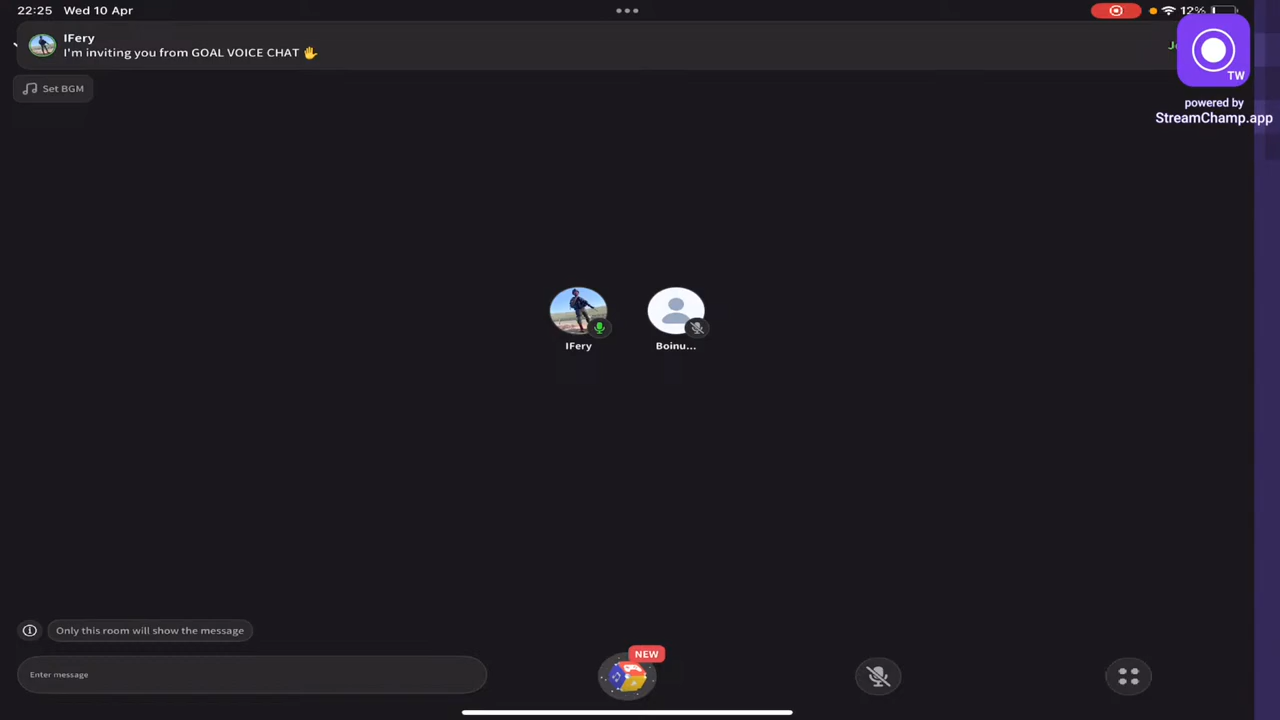 22:25 Wed 10 Apr
12%
IFery
I'm inviting you from GOAL VOICE CHAT ✋
TW
Set BGM
powered by
StreamChamp.app
IFery
Boinu...
Only this room will show the message
NEW
Enter message